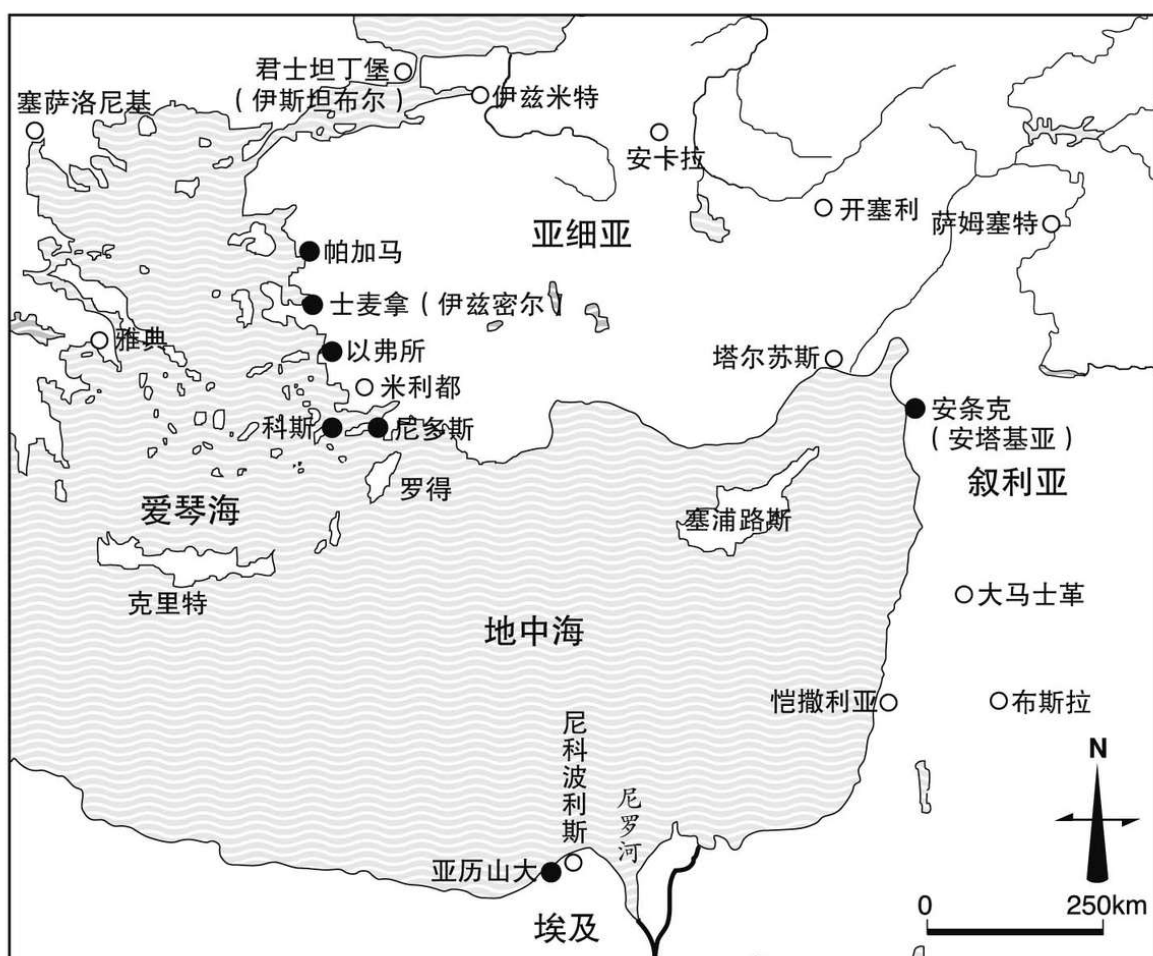 君士坦丁堡
（伊斯坦布尔）
塞萨洛尼基
伊兹米特
安卡拉
开塞利
萨姆塞特
亚细亚
帕加马
士麦拿（伊兹密尔）
雅典
以弗所
塔尔苏斯
米利都
安条克
（安塔基亚）
科斯
尼多斯
叙利亚
罗得
爱琴海
塞浦路斯
克里特
大马士革
地中海
恺撒利亚
布斯拉
尼科波利斯
尼罗河
N
亚历山大
埃及
0 250km